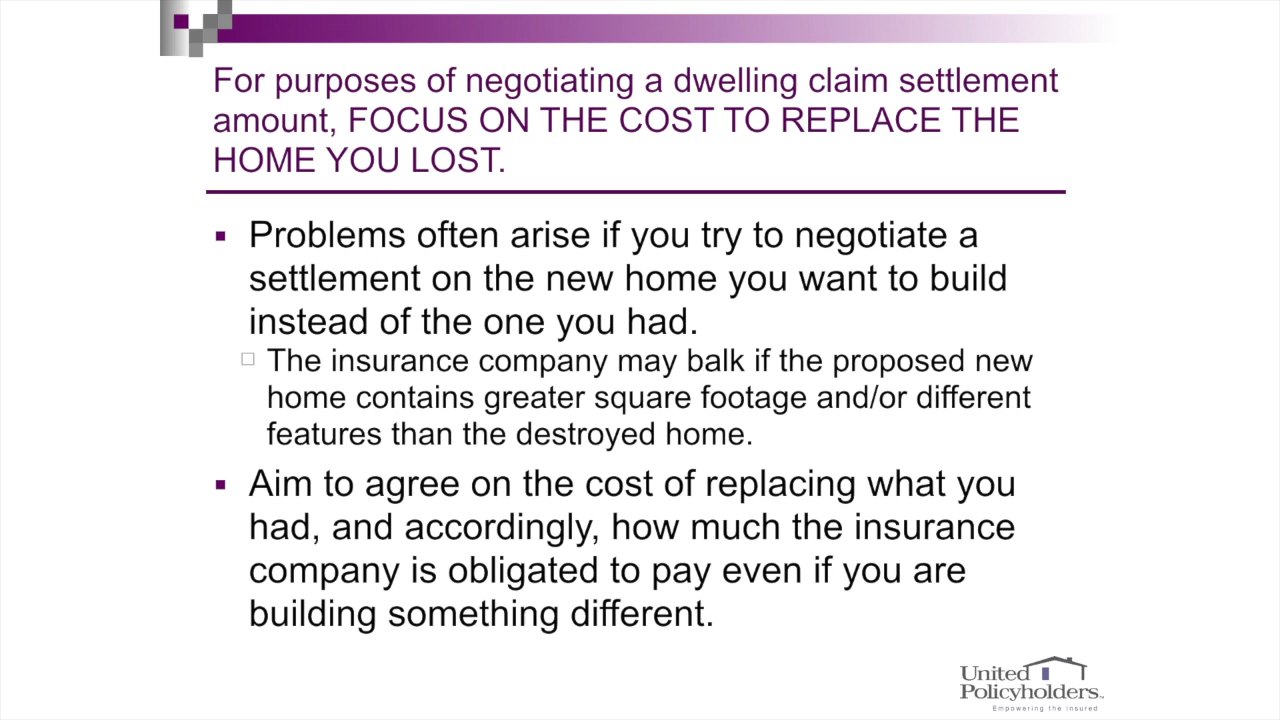 For purposes of negotiating a dwelling claim settlement
amount, FOCUS ON THE COST TO REPLACE THE
HOME YOU LOST.
Problems often arise if you try to negotiate a
settlement on the new home you want to build
instead of the one you had.
The insurance company may balk if the proposed new
home contains greater square footage and/or different
features than the destroyed home.
Aim to agree on the cost of replacing what you
had, and accordingly, how much the insurance
company is obligated to pay even if you are
building something different.
United
Policyholders™
Empowering the Insured